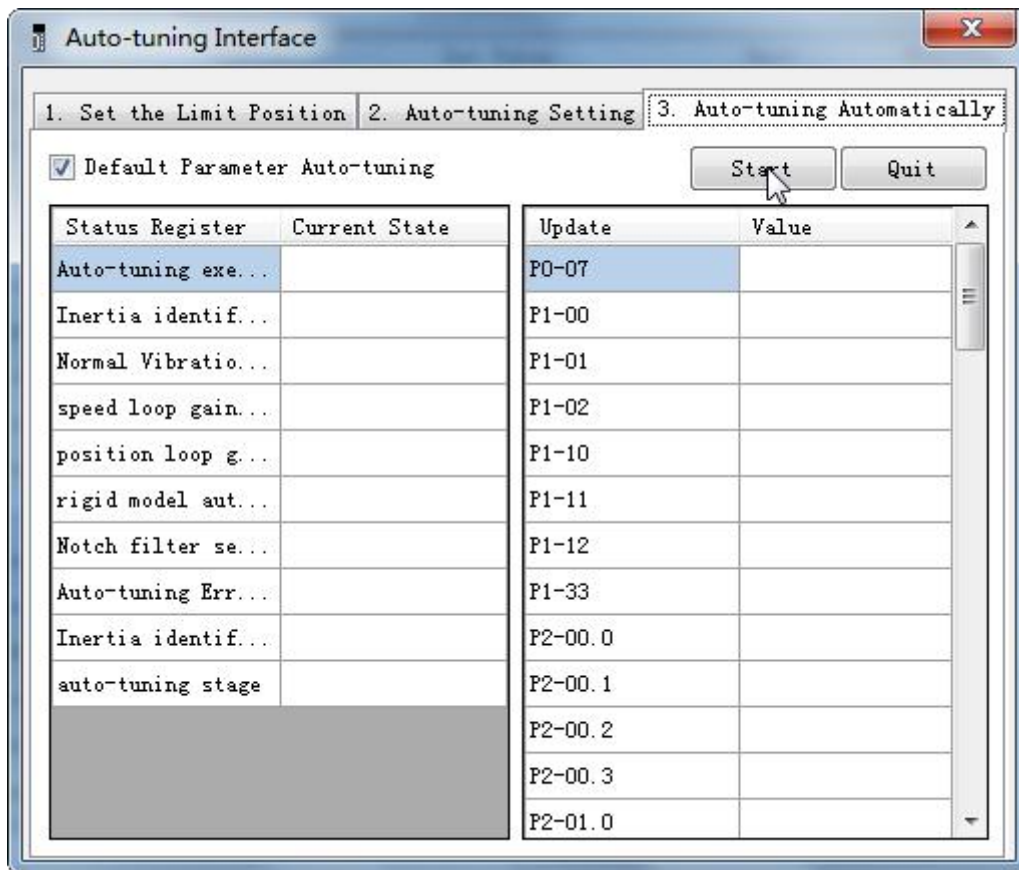 Auto-tuning Interface
1. Set the Limit Position 2. Auto-tuning Setting 3. Auto-tuning Automatically
Default Parameter Auto-tuning Start Quit
Status Register Current State Update Value
Auto-tuning exe... P0-07
Inertia identif... P1-00
Normal Vibratio... P1-01
speed loop gain... P1-02
position loop g... P1-10
rigid model aut... P1-11
Notch filter se... P1-12
Auto-tuning Err... P1-33
Inertia identif... P2-00.0
auto-tuning stage P2-00.1
P2-00.2
P2-00.3
P2-01.0